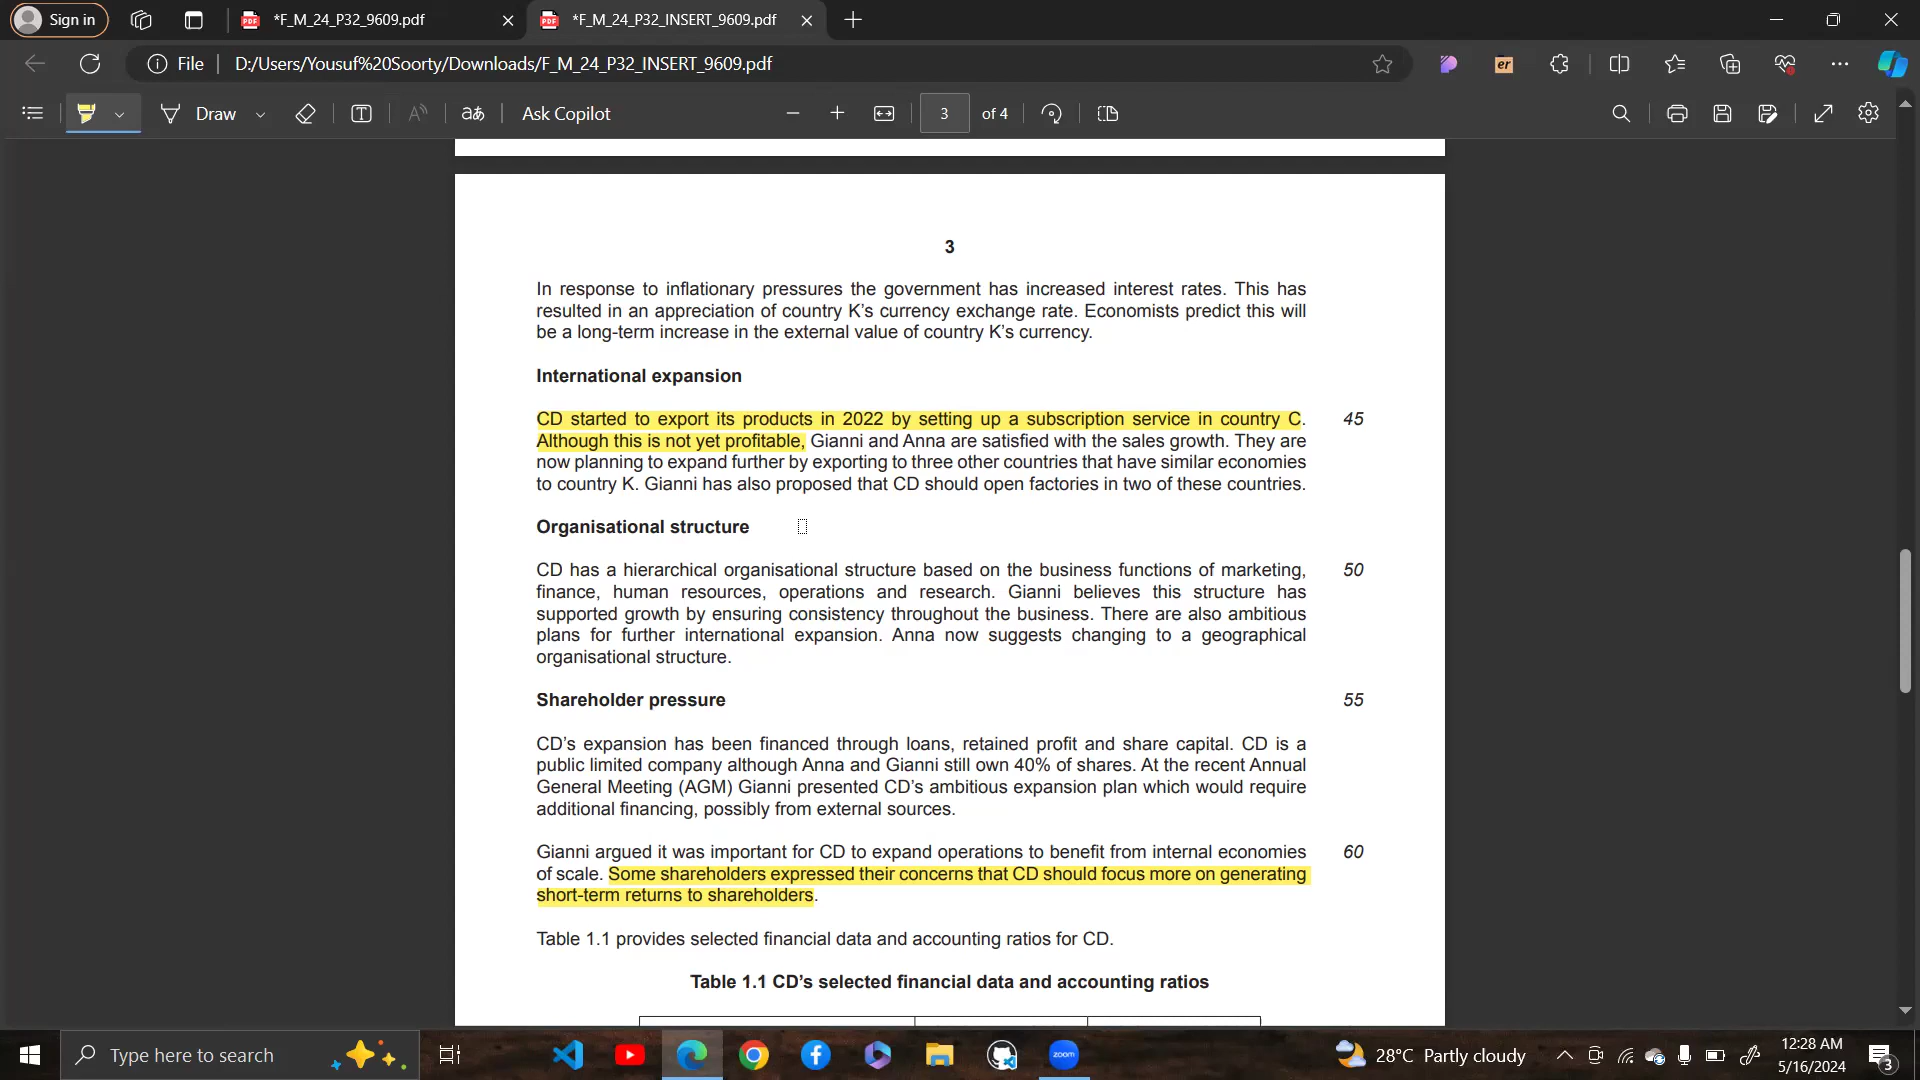 Sign in
*F_M_24_P32_9609.pdf
*F_M_24_P32_INSERT_9609.pdf
File
D:/Users/Yousuf%20Soorty/Downloads/F_M_24_P32_INSERT_9609.pdf
er
Draw
aあ
Ask Copilot
3
of 4
3
In response to inflationary pressures the government has increased interest rates. This has
resulted in an appreciation of country K's currency exchange rate. Economists predict this will
be a long-term increase in the external value of country K's currency.
International expansion
CD started to export its products in 2022 by setting up a subscription service in country C. 45
Although this is not yet profitable, Gianni and Anna are satisfied with the sales growth. They are
now planning to expand further by exporting to three other countries that have similar economies
to country K. Gianni has also proposed that CD should open factories in two of these countries.
Organisational structure
CD has a hierarchical organisational structure based on the business functions of marketing, 50
finance, human resources, operations and research. Gianni believes this structure has
supported growth by ensuring consistency throughout the business. There are also ambitious
plans for further international expansion. Anna now suggests changing to a geographical
organisational structure.
Shareholder pressure 55
CD's expansion has been financed through loans, retained profit and share capital. CD is a
public limited company although Anna and Gianni still own 40% of shares. At the recent Annual
General Meeting (AGM) Gianni presented CD's ambitious expansion plan which would require
additional financing, possibly from external sources.
Gianni argued it was important for CD to expand operations to benefit from internal economies 60
of scale. Some shareholders expressed their concerns that CD should focus more on generating
short-term returns to shareholders.
Table 1.1 provides selected financial data and accounting ratios for CD.
Table 1.1 CD's selected financial data and accounting ratios
Type here to search
zoom
28°C Partly cloudy
12:28 AM
5/16/2024
3